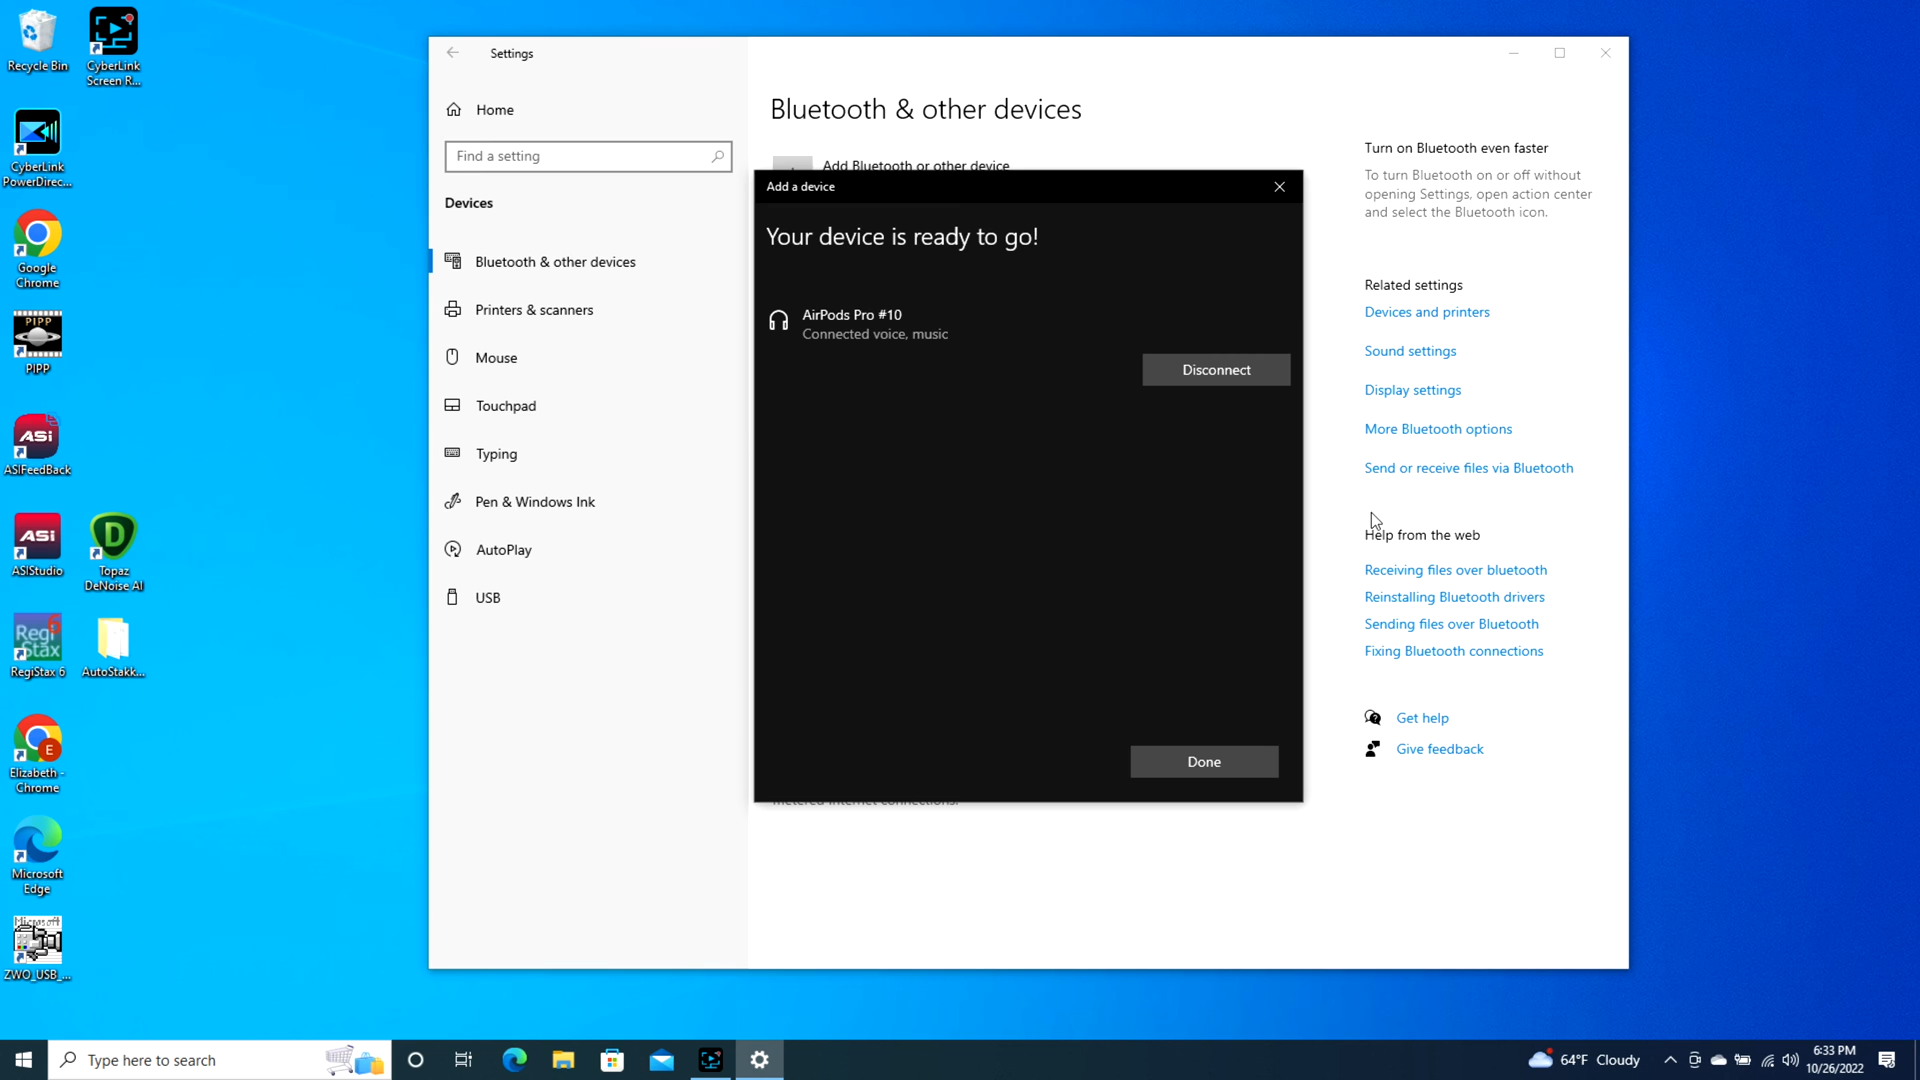 Recycle Bin
CyberLink
Screen R...
CyberLink
PowerDirec...
Google
Chrome
PIPP
PIPP
ASi
ASIFeedBack
ASi
ASIStudio
D
Topaz
DeNoise AI
Regi 6
Stax
RegiStax 6
AutoStakk...
E
Elizabeth -
Chrome
Microsoft
Edge
Microsoft
ZWO_USB_...
Settings
Home
Find a setting
Devices
Bluetooth & other devices
Printers & scanners
Mouse
Touchpad
Typing
Pen & Windows Ink
AutoPlay
USB
Bluetooth & other devices
Add Bluetooth or other device
Add a device
Your device is ready to go!
AirPods Pro #10
Connected voice, music
Disconnect
Done
metered Internet connections.
Turn on Bluetooth even faster
To turn Bluetooth on or off without
opening Settings, open action center
and select the Bluetooth icon.
Related settings
Devices and printers
Sound settings
Display settings
More Bluetooth options
Send or receive files via Bluetooth
Help from the web
Receiving files over bluetooth
Reinstalling Bluetooth drivers
Sending files over Bluetooth
Fixing Bluetooth connections
Get help
Give feedback
Type here to search
64°F Cloudy
6:33 PM
10/26/2022